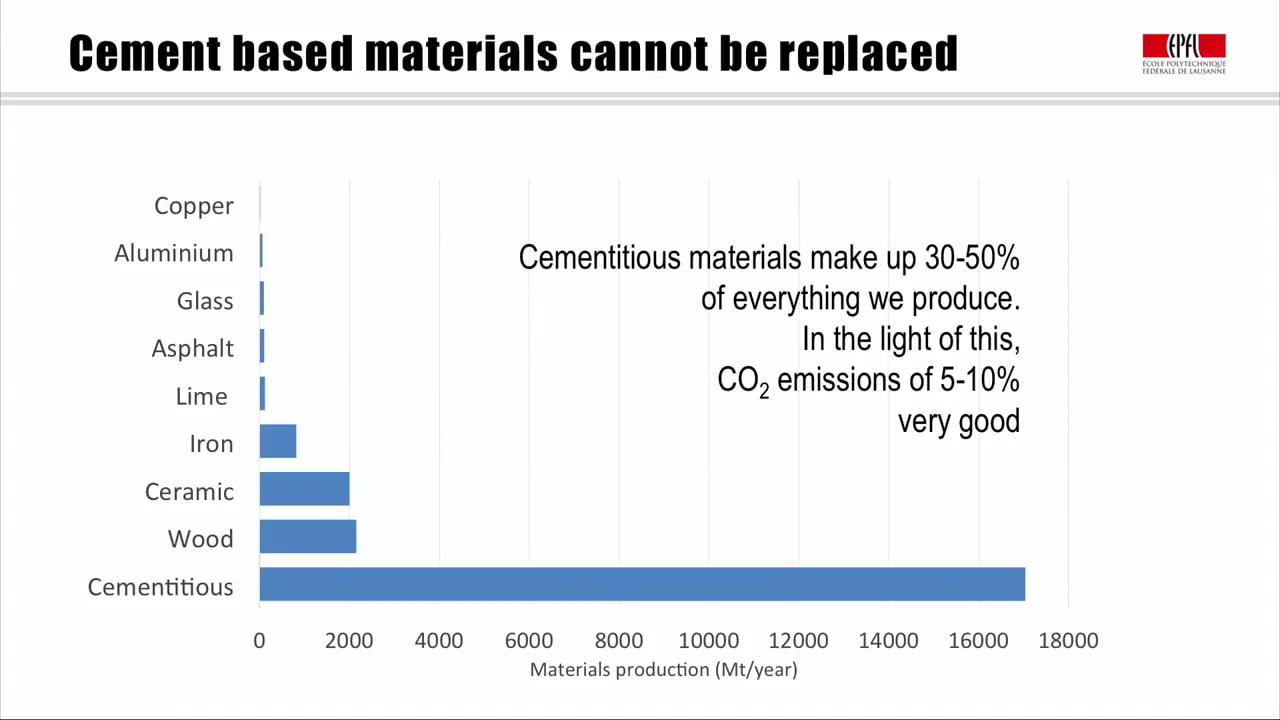 Cement based materials cannot be replaced
EPFL
ÉCOLE POLYTECHNIQUE
FÉDÉRALE DE LAUSANNE
Copper
Aluminium
Glass
Asphalt
Lime
Iron
Ceramic
Wood
Cementitious
Cementitious materials make up 30-50%
of everything we produce.
In the light of this,
CO₂ emissions of 5-10%
very good
0 2000 4000 6000 8000 10000 12000 14000 16000 18000
Materials production (Mt/year)